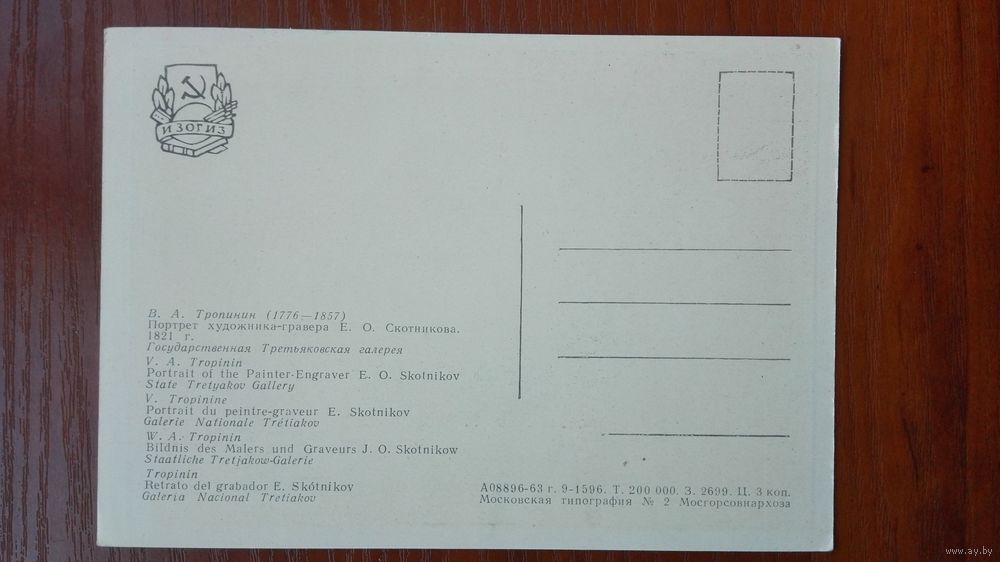 ИЗОГИЗ
В. А. Тропинин (1776—1857)
Портрет художника-гравера Е. О. Скотникова.
1821 г.
Государственная Третьяковская галерея
V. A. Tropinin
Portrait of the Painter-Engraver E. O. Skotnikov
State Tretyakov Gallery
V. Tropinine
Portrait du peintre-graveur E. Skotnikov
Galerie Nationale Trétiakov
W. A. Tropinin
Bildnis des Malers und Graveurs J. O. Skotnikow
Staatliche Tretjakow-Galerie
Tropinin
Retrato del grabador E. Skótnikov
Galería Nacional Tretiakov
А08896-63 г. 9-1596. Т. 200 000. З. 2699. Ц. 3 коп.
Московская типография № 2 Мосгорсовнархоза
www.ay.by